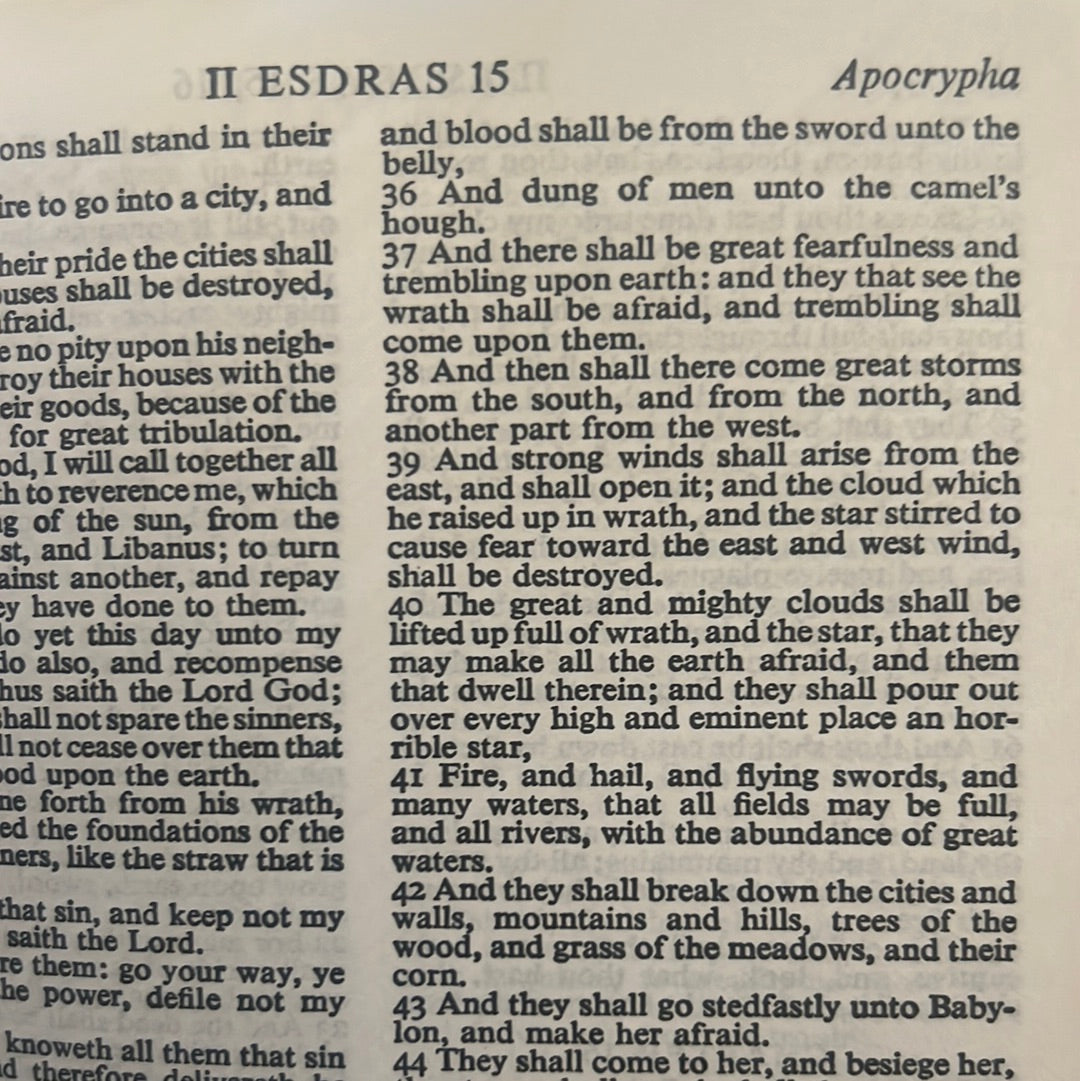 II ESDRAS 15
Apocrypha
ons shall stand in their
ire to go into a city, and
heir pride the cities shall
ouses shall be destroyed,
afraid.
e no pity upon his neigh-
roy their houses with the
eir goods, because of the
for great tribulation.
od, I will call together all
th to reverence me, which
g of the sun, from the
st, and Libanus; to turn
ainst another, and repay
ey have done to them.
do yet this day unto my
do also, and recompense
hus saith the Lord God;
hall not spare the sinners,
ll not cease over them that
ood upon the earth.
ne forth from his wrath,
ed the foundations of the
ners, like the straw that is
that sin, and keep not my
saith the Lord.
re them: go your way, ye
he power, defile not my
knoweth all them that sin
d therefore
and blood shall be from the sword unto the
belly,
36 And dung of men unto the camel's
hough.
37 And there shall be great fearfulness and
trembling upon earth: and they that see the
wrath shall be afraid, and trembling shall
come upon them.
38 And then shall there come great storms
from the south, and from the north, and
another part from the west.
39 And strong winds shall arise from the
east, and shall open it; and the cloud which
he raised up in wrath, and the star stirred to
cause fear toward the east and west wind,
shall be destroyed.
40 The great and mighty clouds shall be
lifted up full of wrath, and the star, that they
may make all the earth afraid, and them
that dwell therein; and they shall pour out
over every high and eminent place an hor-
rible star,
41 Fire, and hail, and flying swords, and
many waters, that all fields may be full,
and all rivers, with the abundance of great
waters.
42 And they shall break down the cities and
walls, mountains and hills, trees of the
wood, and grass of the meadows, and their
corn.
43 And they shall go stedfastly unto Baby-
lon, and make her afraid.
44 They shall come to her, and besiege her,